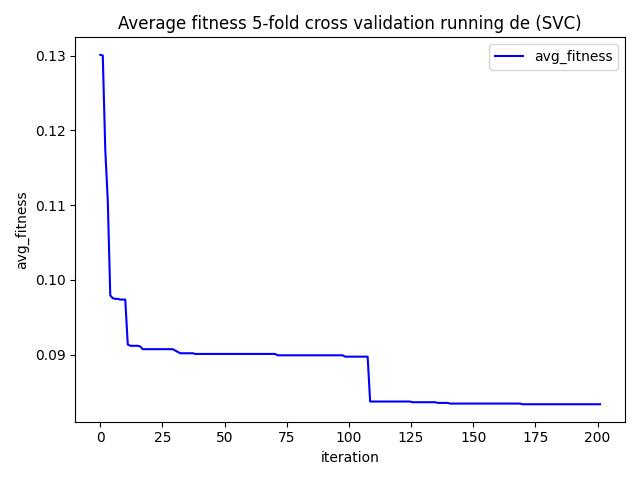 Average fitness 5-fold cross validation running de (SVC)
avg_fitness
avg_fitness
0.13
0.12
0.11
0.10
0.09
0 25 50 75 100 125 150 175 200
iteration